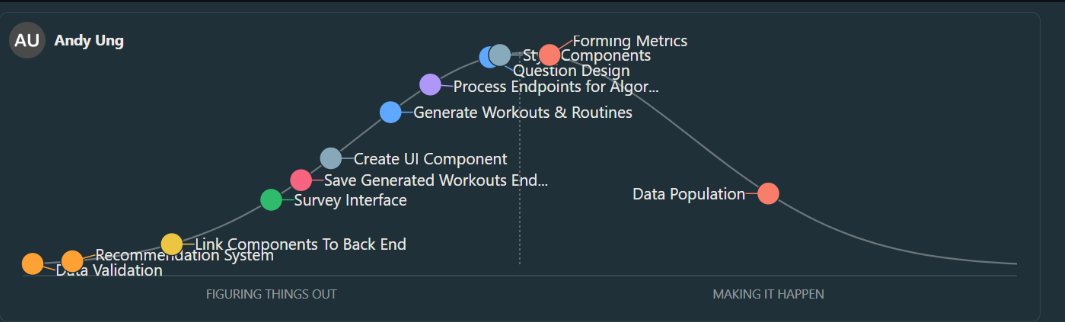 AU Andy Ung
Forming Metrics
Components
Question Design
Process Endpoints for Algor...
Generate Workouts & Routines
Create UI Component
Save Generated Workouts End...
Survey Interface
Data Population
Link Components To Back End
Recommendation System
Data Validation
FIGURING THINGS OUT
MAKING IT HAPPEN